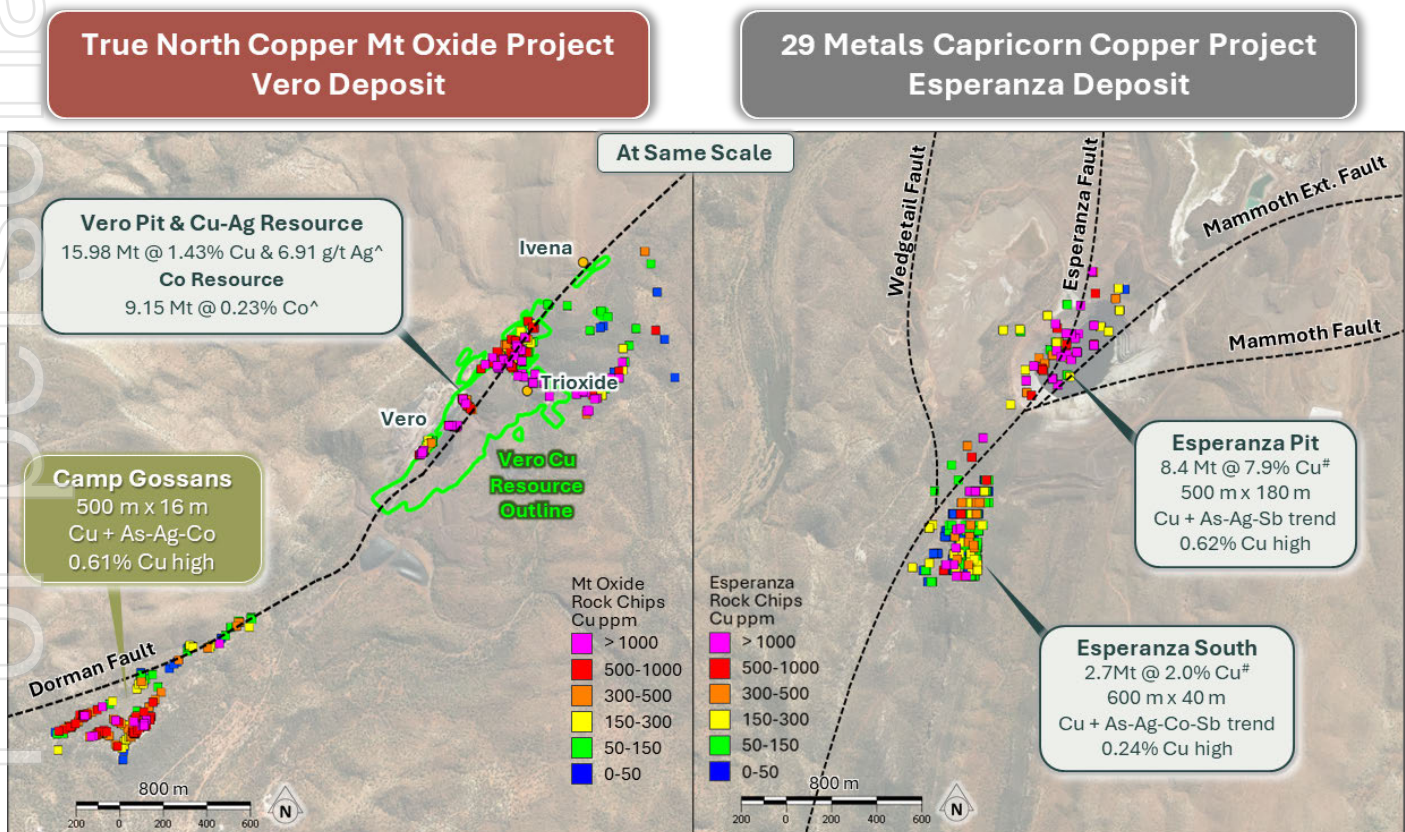 True North Copper Mt Oxide Project
Vero Deposit
29 Metals Capricorn Copper Project
Esperanza Deposit
At Same Scale
Vero Pit & Cu-Ag Resource
15.98 Mt @ 1.43% Cu & 6.91 g/t Ag^
Co Resource
9.15 Mt @ 0.23% Co^
Ivena
Trioxide
Vero
Vero Cu
Resource
Outline
Camp Gossans
500 m x 16 m
Cu + As-Ag-Co
0.61% Cu high
Dorman Fault
Mt Oxide
Rock Chips
Cu ppm
> 1000
500-1000
300-500
150-300
50-150
0-50
800 m
200 0 200 400 600
N
Wedgetail Fault
Esperanza Fault
Mammoth Ext. Fault
Mammoth Fault
Esperanza Pit
8.4 Mt @ 7.9% Cu#
500 m x 180 m
Cu + As-Ag-Sb trend
0.62% Cu high
Esperanza South
2.7Mt @ 2.0% Cu#
600 m x 40 m
Cu + As-Ag-Co-Sb trend
0.24% Cu high
Esperanza
Rock Chips
Cu ppm
> 1000
500-1000
300-500
150-300
50-150
0-50
800 m
200 0 200 400 600
N